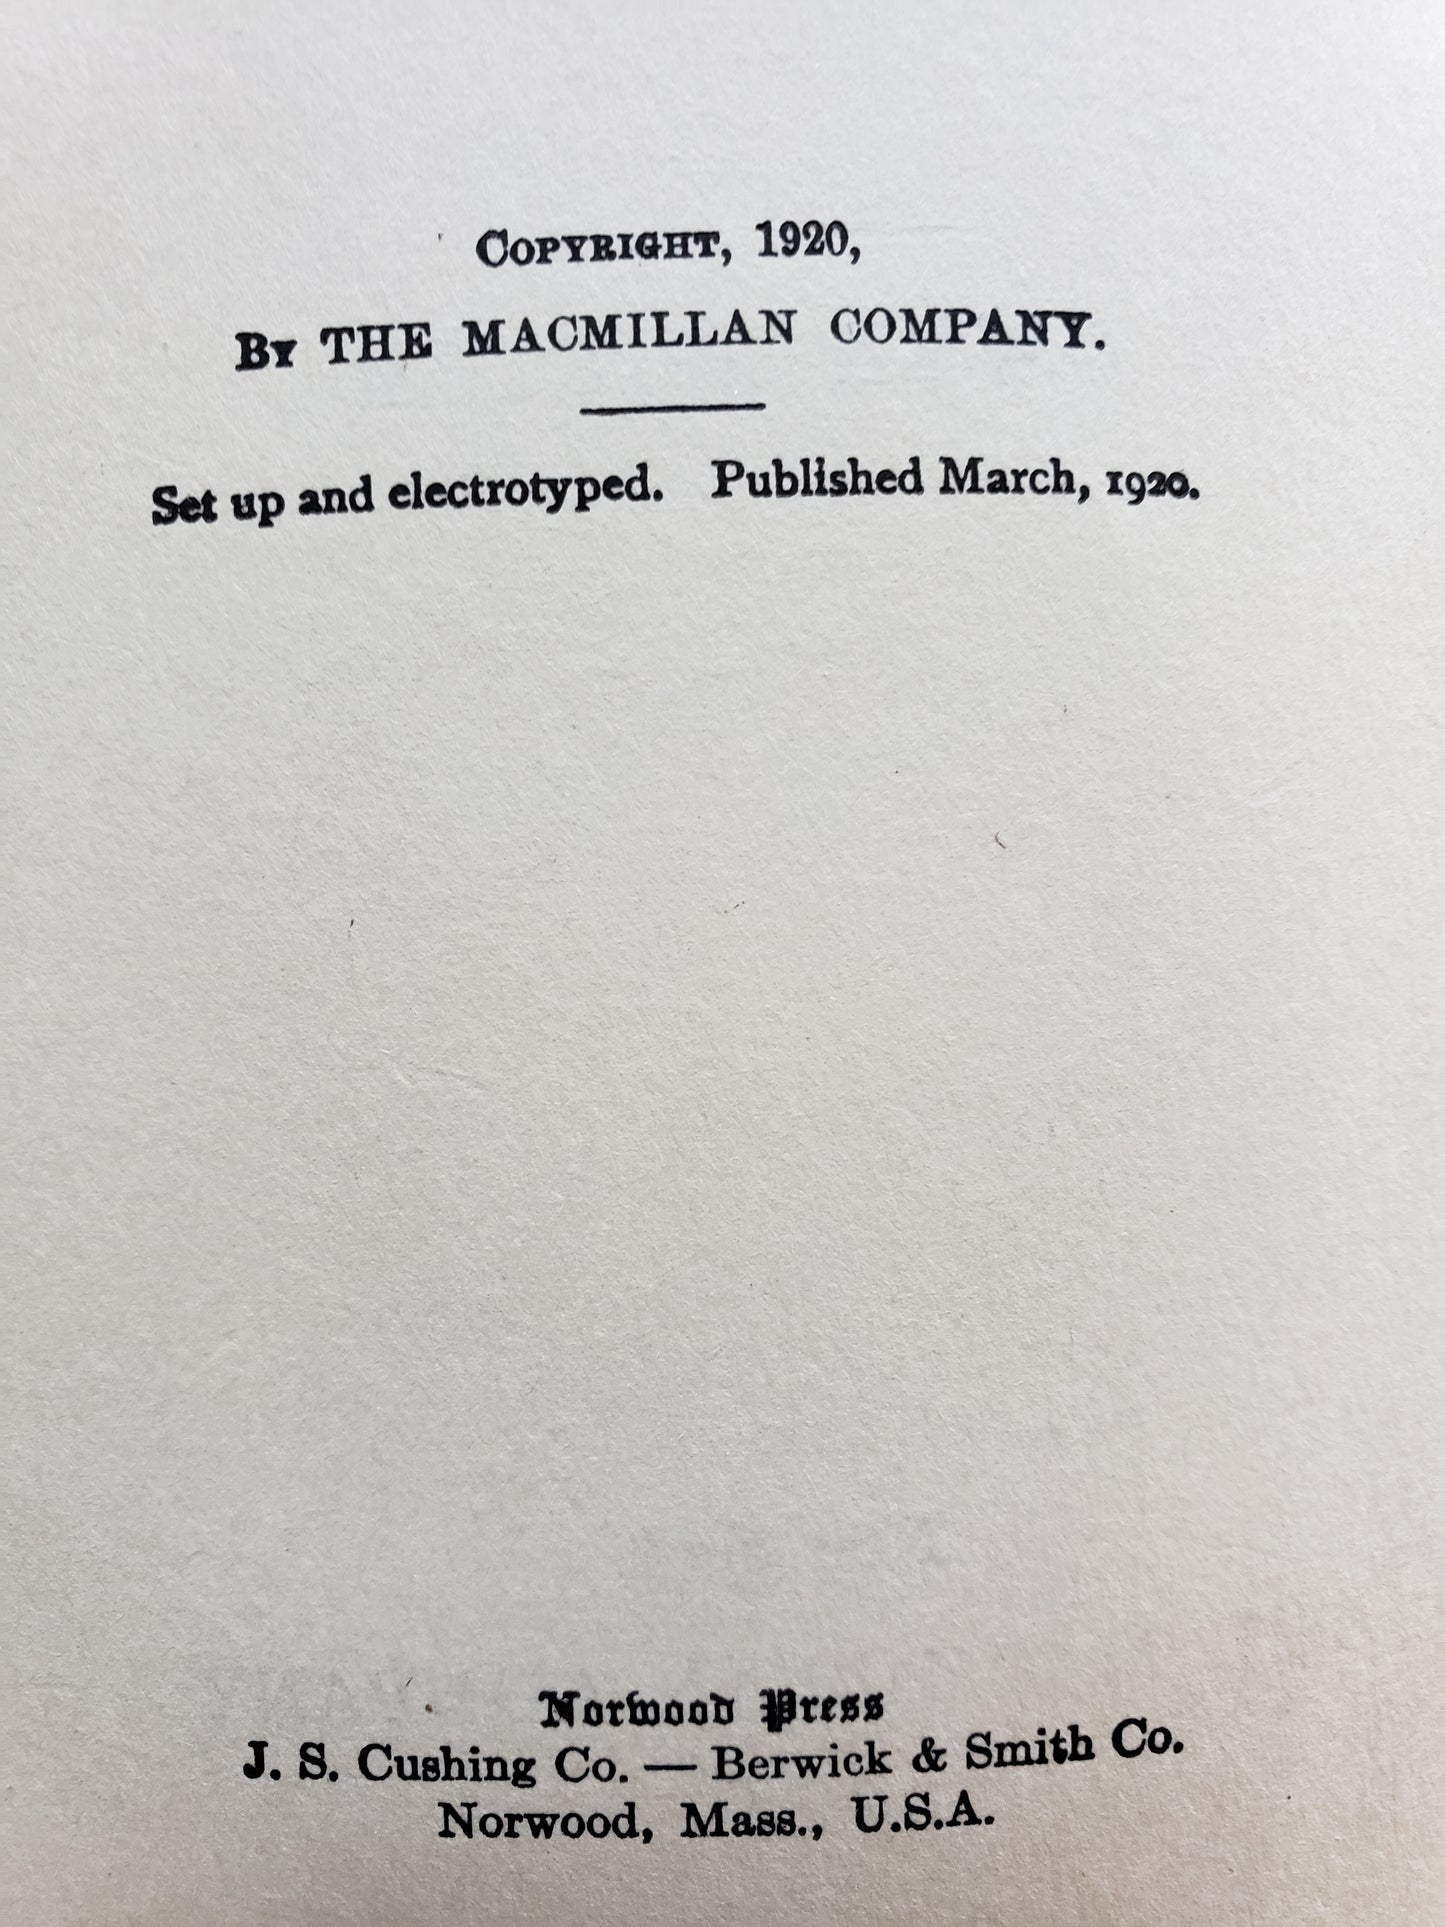 COPYRIGHT, 1920,
BY THE MACMILLAN COMPANY.
Set up and electrotyped. Published March, 1920.
Norwood Press
J. S. Cushing Co. — Berwick & Smith Co.
Norwood, Mass., U.S.A.